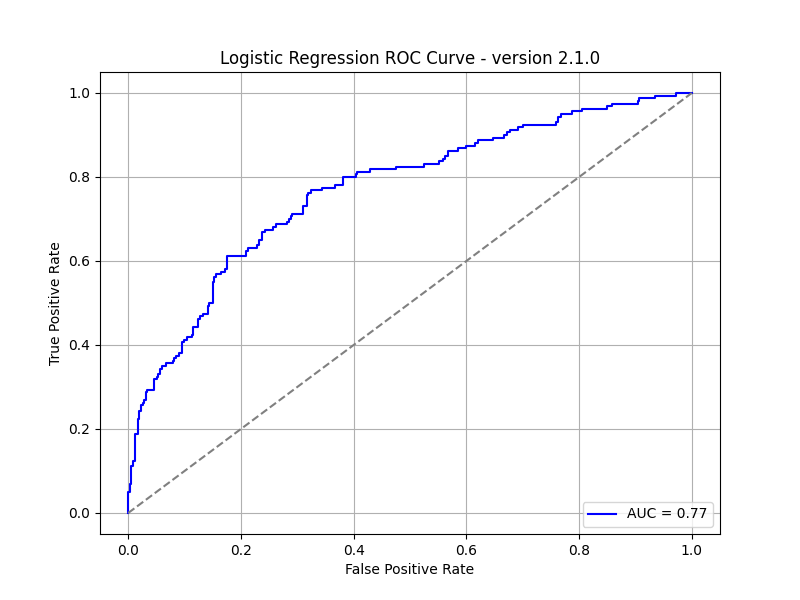 Logistic Regression ROC Curve - version 2.1.0
True Positive Rate
1.0
0.8
0.6
0.4
0.2
0.0
AUC = 0.77
0.0 0.2 0.4 0.6 0.8 1.0
False Positive Rate